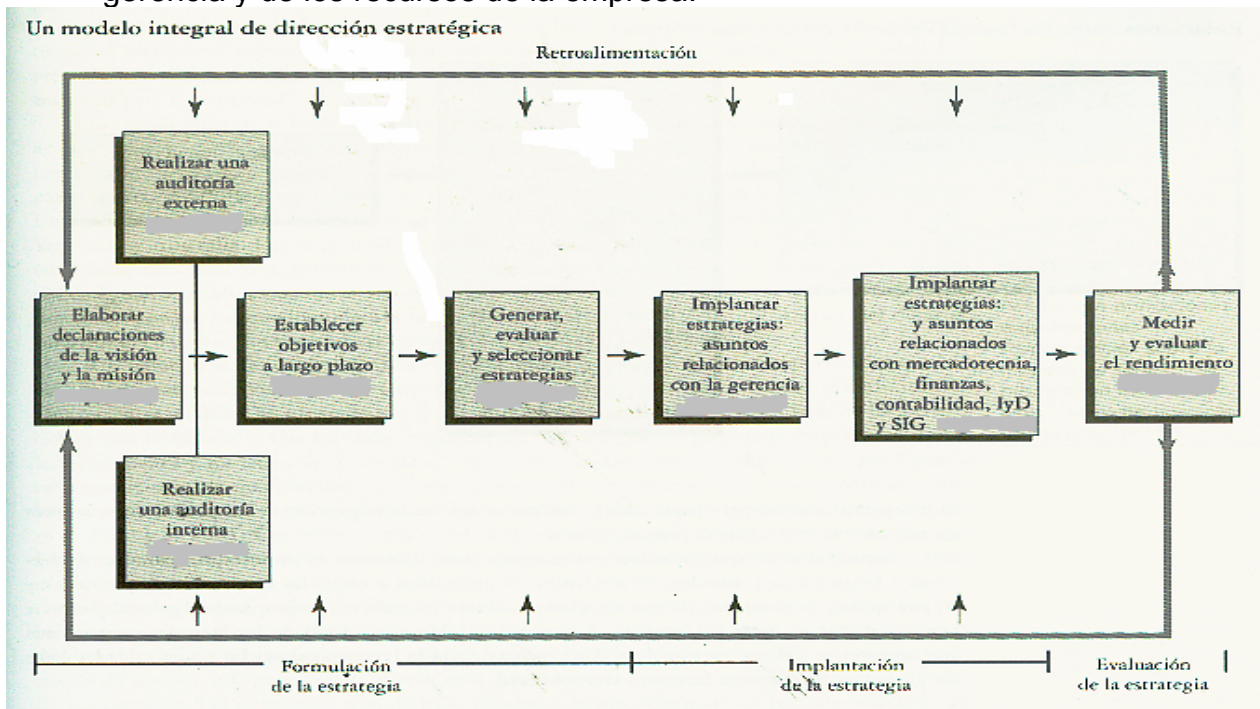 gerencia y de los recursos de la empresa.
Un modelo integral de dirección estratégica
Retroalimentación
Realizar una
auditoría
externa
Elaborar
declaraciones
de la visión
y la misión
Realizar
una auditoría
interna
Establecer
objetivos
a largo plazo
Generar,
evaluar
y seleccionar
estrategias
Implantar
estrategias:
asuntos
relacionados
con la gerencia
Implantar
estrategias:
y asuntos
relacionados
con mercadotecnia,
finanzas,
contabilidad, IyD
y SIG
Medir
y evaluar
el rendimiento
Formulación
de la estrategia
Implantación
de la estrategia
Evaluación
de la estrategia